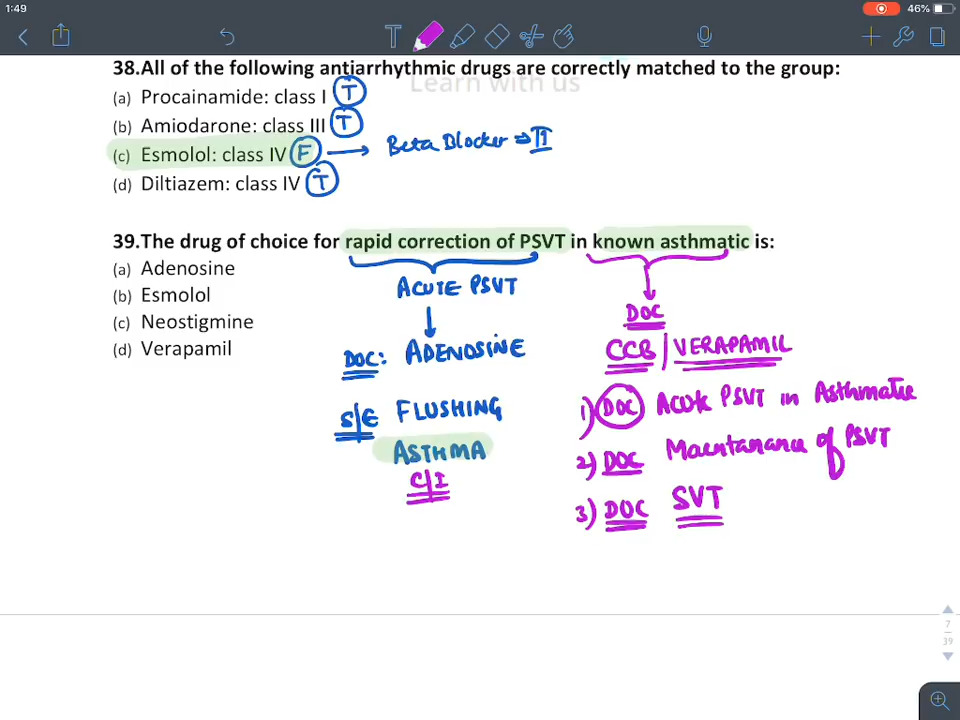 1:49
46%
T
Learn with us
38.All of the following antiarrhythmic drugs are correctly matched to the group:
(a) Procainamide: class I T
(b) Amiodarone: class III T
(c) Esmolol: class IV F → Beta Blocker ⇒ II
(d) Diltiazem: class IV T
39.The drug of choice for rapid correction of PSVT in known asthmatic is:
(a) Adenosine
(b) Esmolol
(c) Neostigmine
(d) Verapamil
ACUTE PSVT
DOC: ADENOSINE
S/E FLUSHING
ASTHMA
C/I
DOC
CCB | VERAPAMIL
1) DOC Acute PSVT in Asthmatic
2) DOC Maentanance of PSVT
3) DOC SVT
7
39